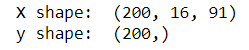 X shape:  (200, 16, 91)
y shape:  (200,)